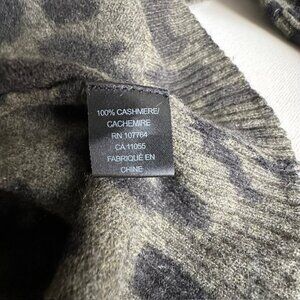 100% CASHMERE/
CACHEMIRE
RN 107764
CA 11055
FABRIQUÉ EN
CHINE